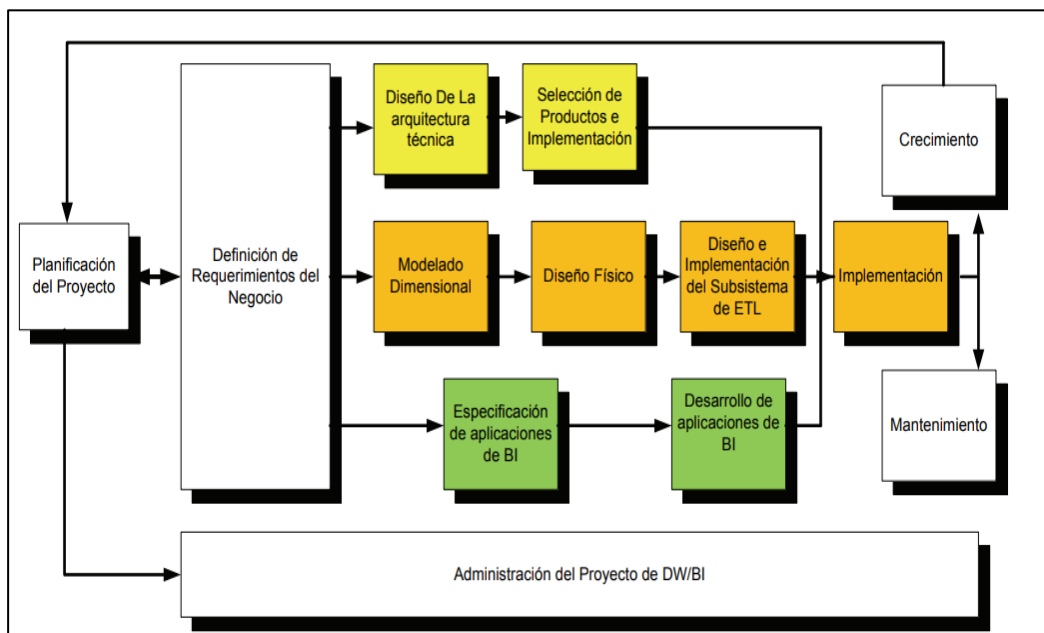 Diseño De La
arquitectura
técnica
Selección de
Productos e
Implementación
Crecimiento
Planificación
del Proyecto
Definición de
Requerimientos del
Negocio
Modelado
Dimensional
Diseño Físico
Diseño e
Implementación
del Subsistema
de ETL
Implementación
Especificación
de aplicaciones
de BI
Desarrollo de
aplicaciones de
BI
Mantenimiento
Administración del Proyecto de DW/BI